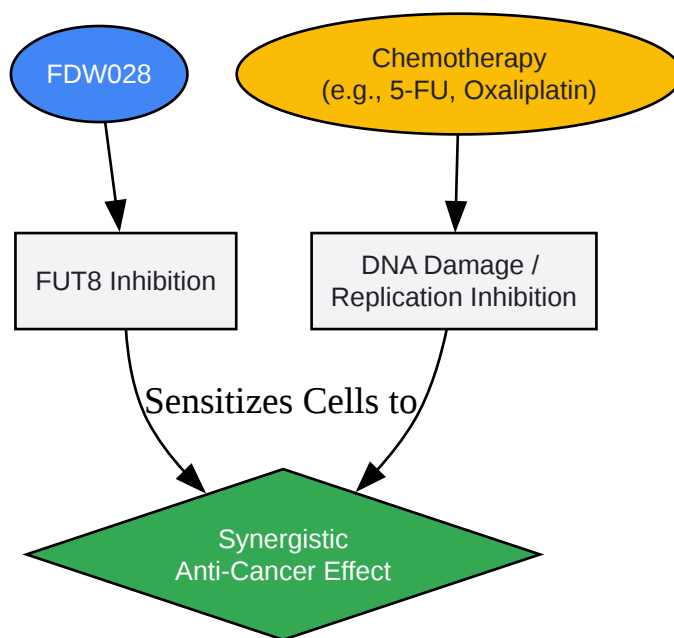 FDW028
Chemotherapy
(e.g., 5-FU, Oxaliplatin)
FUT8 Inhibition
DNA Damage /
Replication Inhibition
Sensitizes Cells to
Synergistic
Anti-Cancer Effect